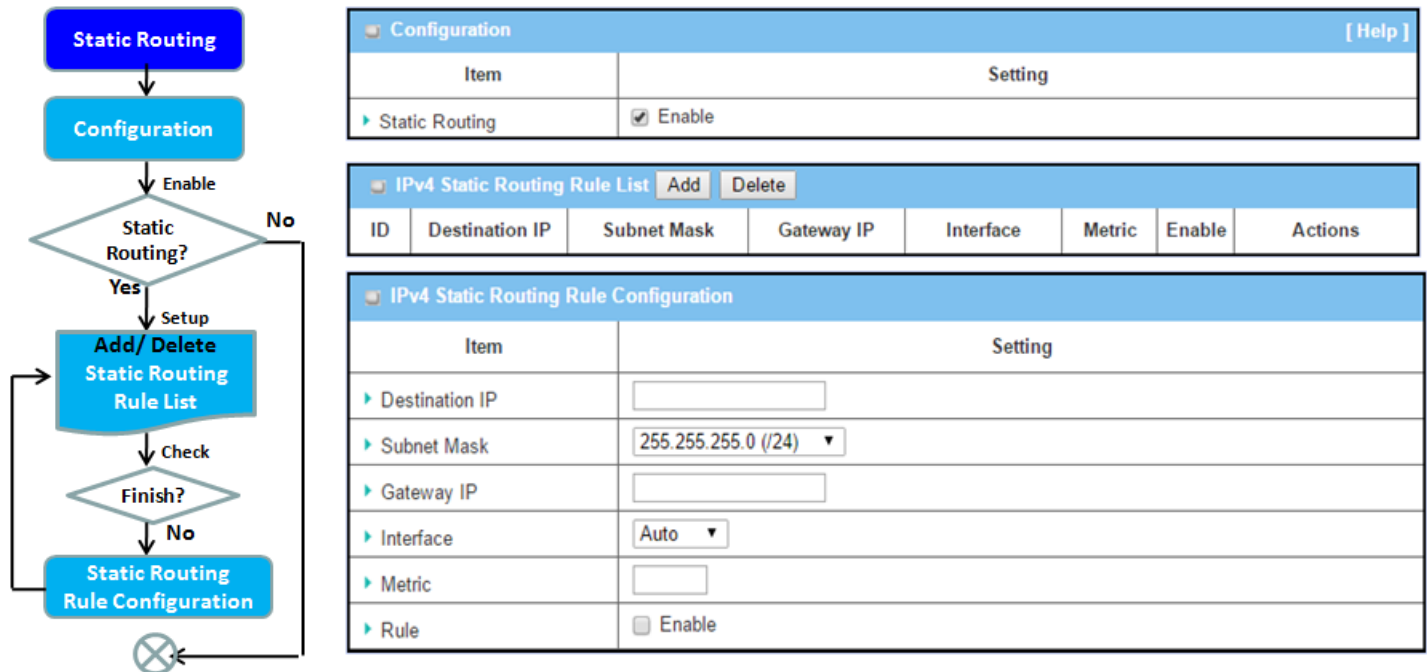 Static Routing
Configuration
Enable
Static
Routing?
No
Yes
Setup
Add/ Delete
Static Routing
Rule List
Check
Finish?
No
Static Routing
Rule Configuration
Configuration [ Help ]
Item Setting
Static Routing Enable
IPv4 Static Routing Rule List Add Delete
ID Destination IP Subnet Mask Gateway IP Interface Metric Enable Actions
IPv4 Static Routing Rule Configuration
Item Setting
Destination IP
Subnet Mask 255.255.255.0 (/24)
Gateway IP
Interface Auto
Metric
Rule Enable